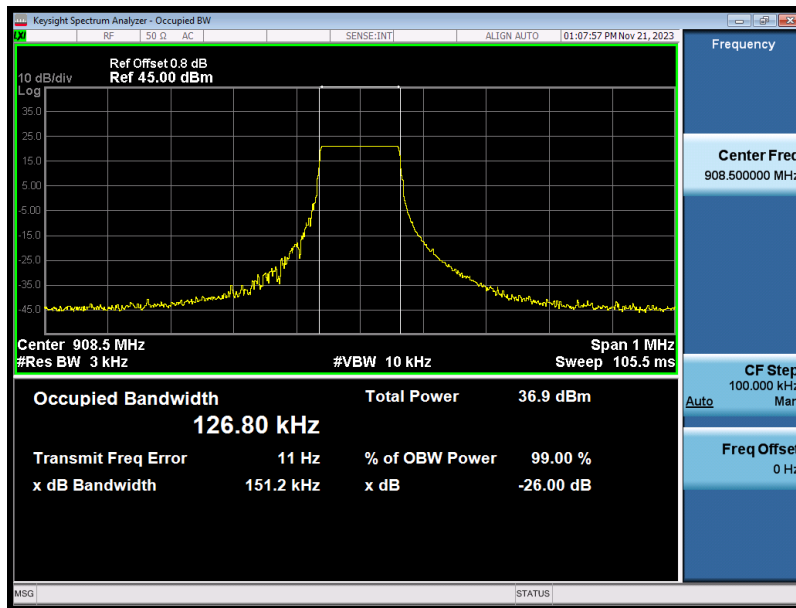 Keysight Spectrum Analyzer - Occupied BW
LXI RF 50 Ω AC SENSE:INT ALIGN AUTO 01:07:57 PM Nov 21, 2023
Frequency
Ref Offset 0.8 dB
10 dB/div Ref 45.00 dBm
Log
35.0
25.0
15.0
5.00
-5.00
-15.0
-25.0
-35.0
-45.0
Center Freq
908.500000 MHz
Center 908.5 MHz Span 1 MHz
#Res BW 3 kHz #VBW 10 kHz Sweep 105.5 ms
CF Step
100.000 kHz
Auto Man
Occupied Bandwidth Total Power 36.9 dBm
126.80 kHz
Transmit Freq Error 11 Hz % of OBW Power 99.00 %
x dB Bandwidth 151.2 kHz x dB -26.00 dB
Freq Offset
0 Hz
MSG STATUS